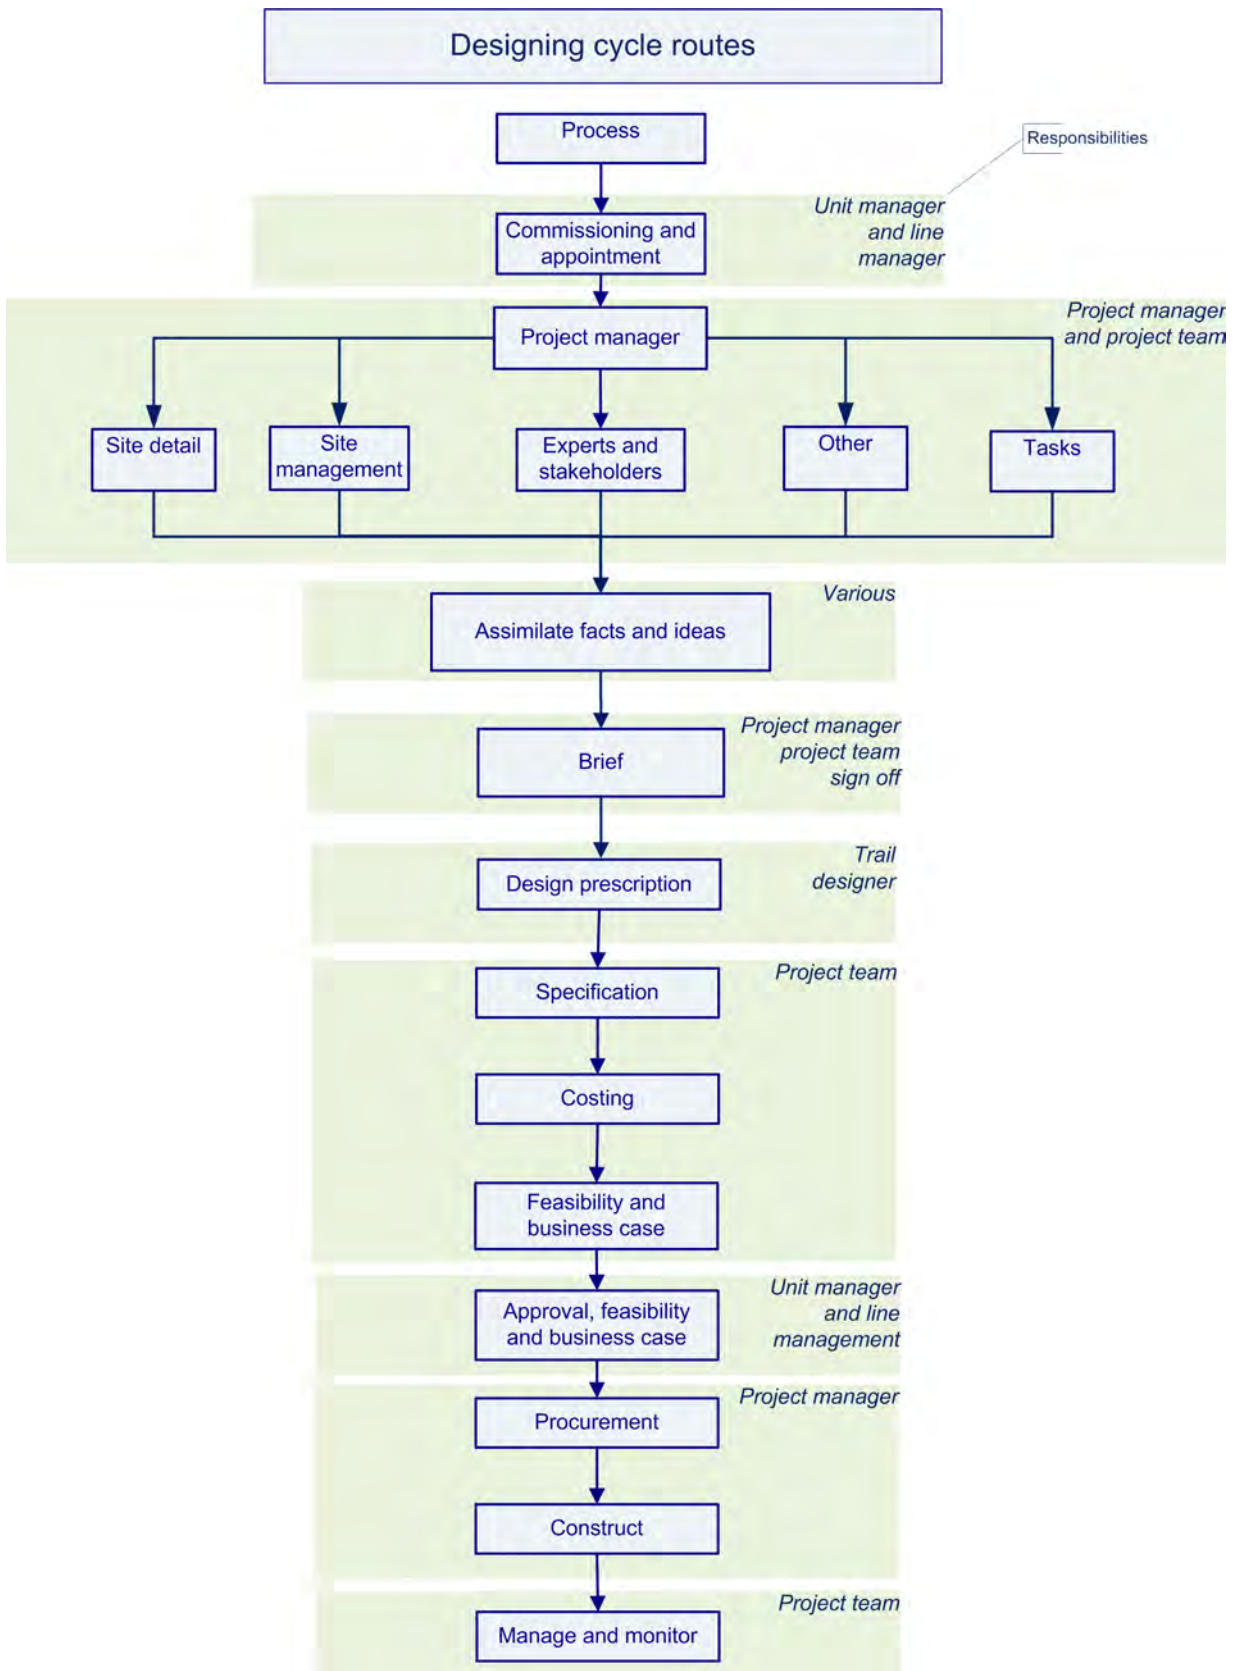 Designing cycle routes
Process
Responsibilities
Unit manager
and line
manager
Commissioning and
appointment
Project manager
and project team
Project manager
Site detail
Site
management
Experts and
stakeholders
Other
Tasks
Various
Assimilate facts and ideas
Project manager
project team
sign off
Brief
Trail
designer
Design prescription
Project team
Specification
Costing
Feasibility and
business case
Unit manager
and line
management
Approval, feasibility
and business case
Project manager
Procurement
Construct
Project team
Manage and monitor